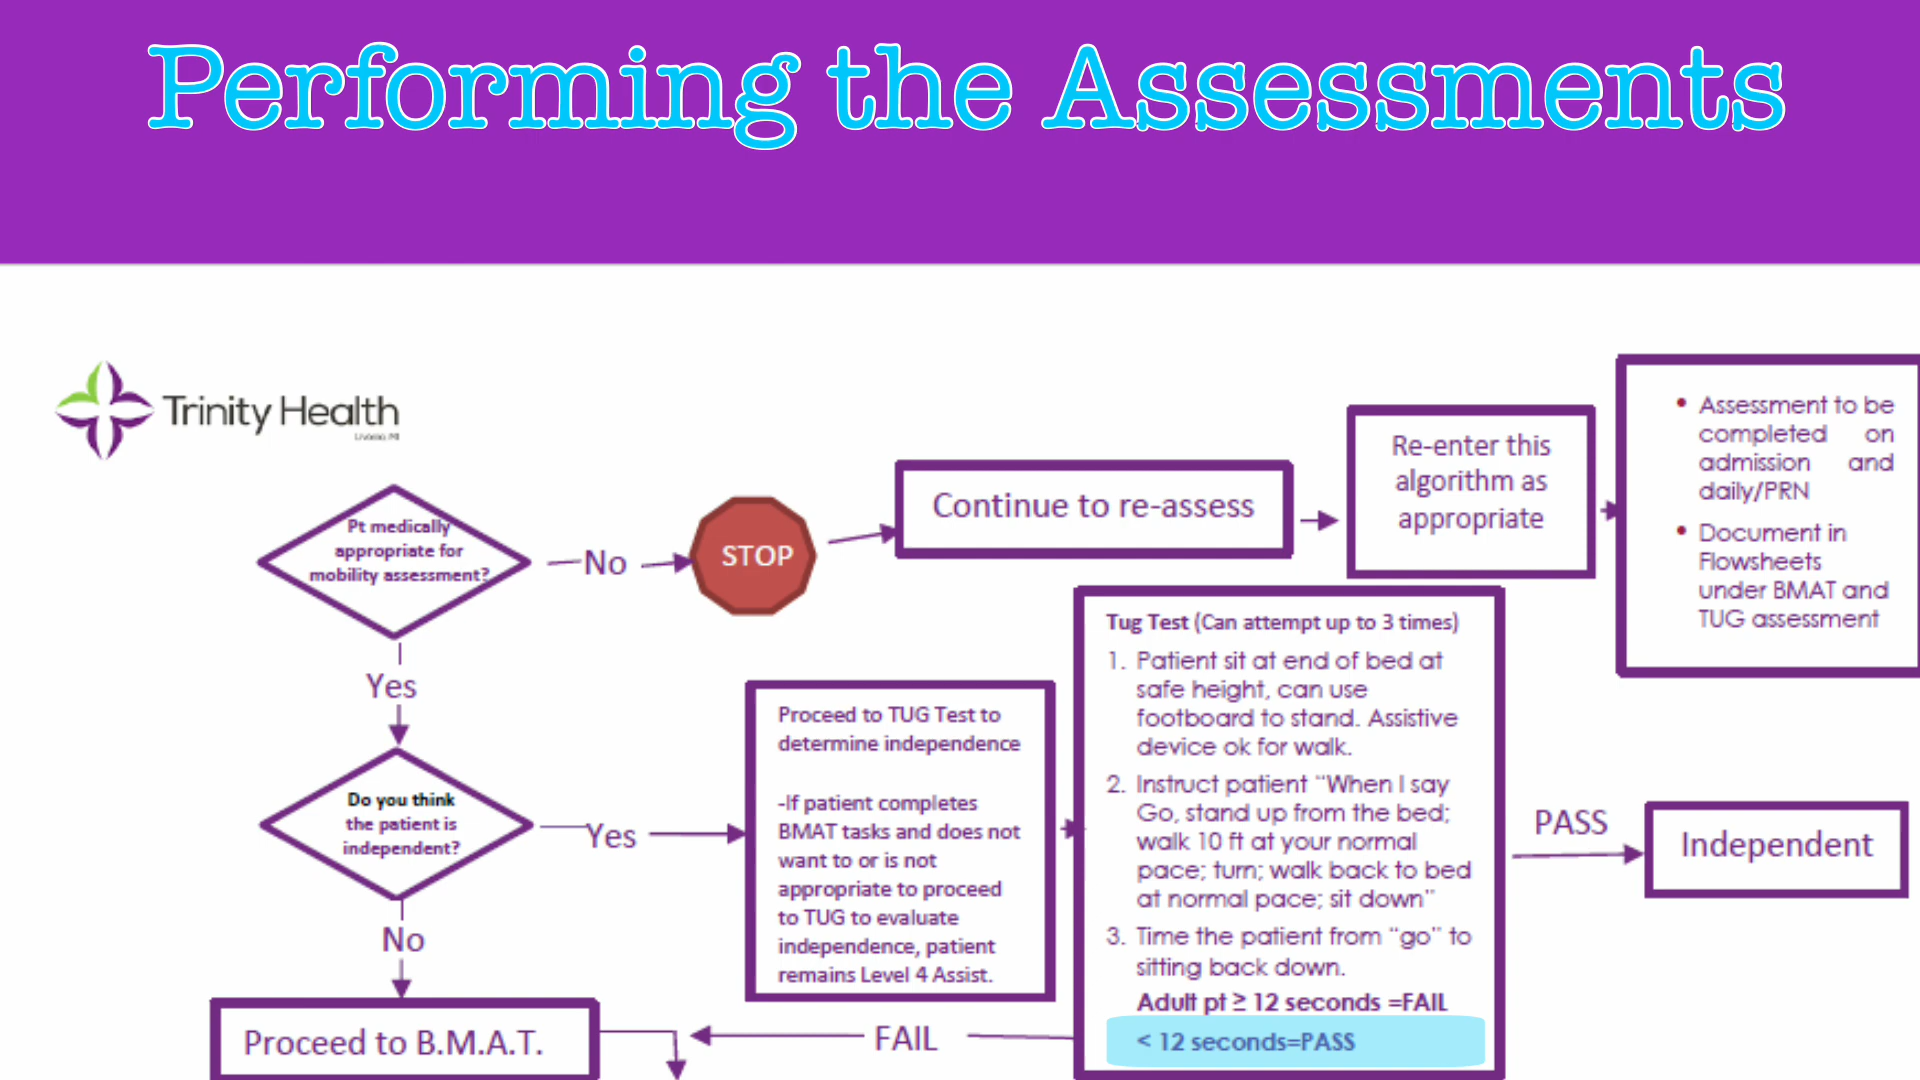 Performing the Assessments
Trinity Health
Livonia, MI
Pt medically
appropriate for
mobility assessment?
No
STOP
Continue to re-assess
Re-enter this
algorithm as
appropriate
• Assessment to be
completed on
admission and
daily/PRN
• Document in
Flowsheets
under BMAT and
TUG assessment
Yes
Do you think
the patient is
independent?
Yes
Proceed to TUG Test to
determine independence
-If patient completes
BMAT tasks and does not
want to or is not
appropriate to proceed
to TUG to evaluate
independence, patient
remains Level 4 Assist.
Tug Test (Can attempt up to 3 times)
1. Patient sit at end of bed at
safe height, can use
footboard to stand. Assistive
device ok for walk.
2. Instruct patient “When I say
Go, stand up from the bed;
walk 10 ft at your normal
pace; turn; walk back to bed
at normal pace; sit down”
3. Time the patient from “go” to
sitting back down.
Adult pt ≥ 12 seconds =FAIL
< 12 seconds=PASS
PASS
Independent
No
Proceed to B.M.A.T.
FAIL